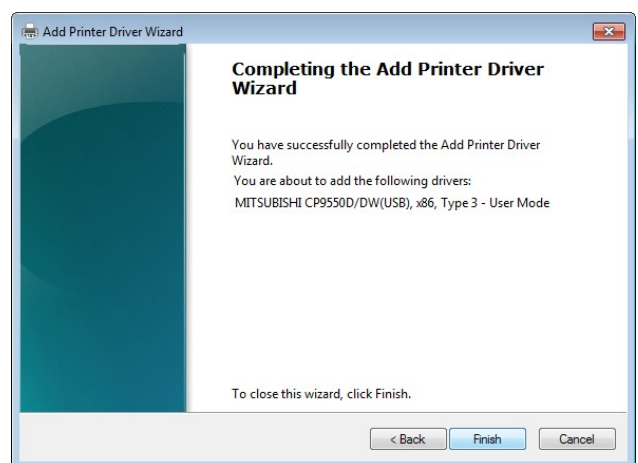 Add Printer Driver Wizard
Completing the Add Printer Driver
Wizard
You have successfully completed the Add Printer Driver
Wizard.
You are about to add the following drivers:
MITSUBISHI CP9550D/DW(USB), x86, Type 3 - User Mode
To close this wizard, click Finish.
< Back Finish Cancel